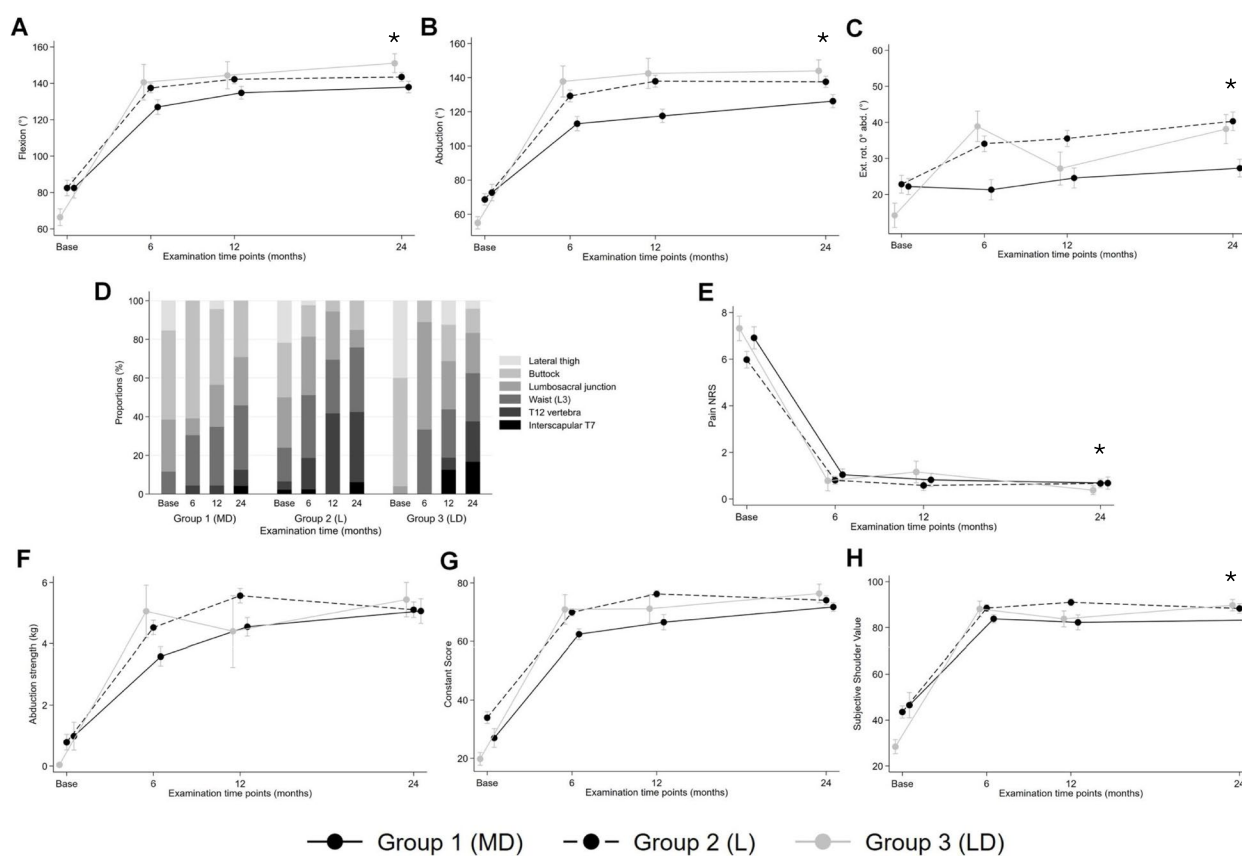 A
*
160
140
120
100
80
60
Flexion (°)
Base
6
12
24
Examination time points (months)
B
*
160
140
120
100
80
60
Abduction (°)
Base
6
12
24
Examination time points (months)
C
*
60
50
40
30
20
Ext. rot. 0° abd. (°)
Base
6
12
24
Examination time points (months)
D
100
80
60
40
20
0
Proportions (%)
Base 6 12 24 Base 6 12 24 Base 6 12 24
Group 1 (MD) Group 2 (L) Group 3 (LD)
Examination time (months)
Lateral thigh
Buttock
Lumbosacral junction
Waist (L3)
T12 vertebra
Interscapular T7
E
*
8
6
4
2
0
Pain NRS
Base
6
12
24
Examination time points (months)
F
6
4
2
0
Abduction strength (kg)
Base
6
12
24
Examination time points (months)
G
80
60
40
20
Constant Score
Base
6
12
24
Examination time points (months)
H
*
100
80
60
40
20
Subjective Shoulder Value
Base
6
12
24
Examination time points (months)
Group 1 (MD) Group 2 (L) Group 3 (LD)